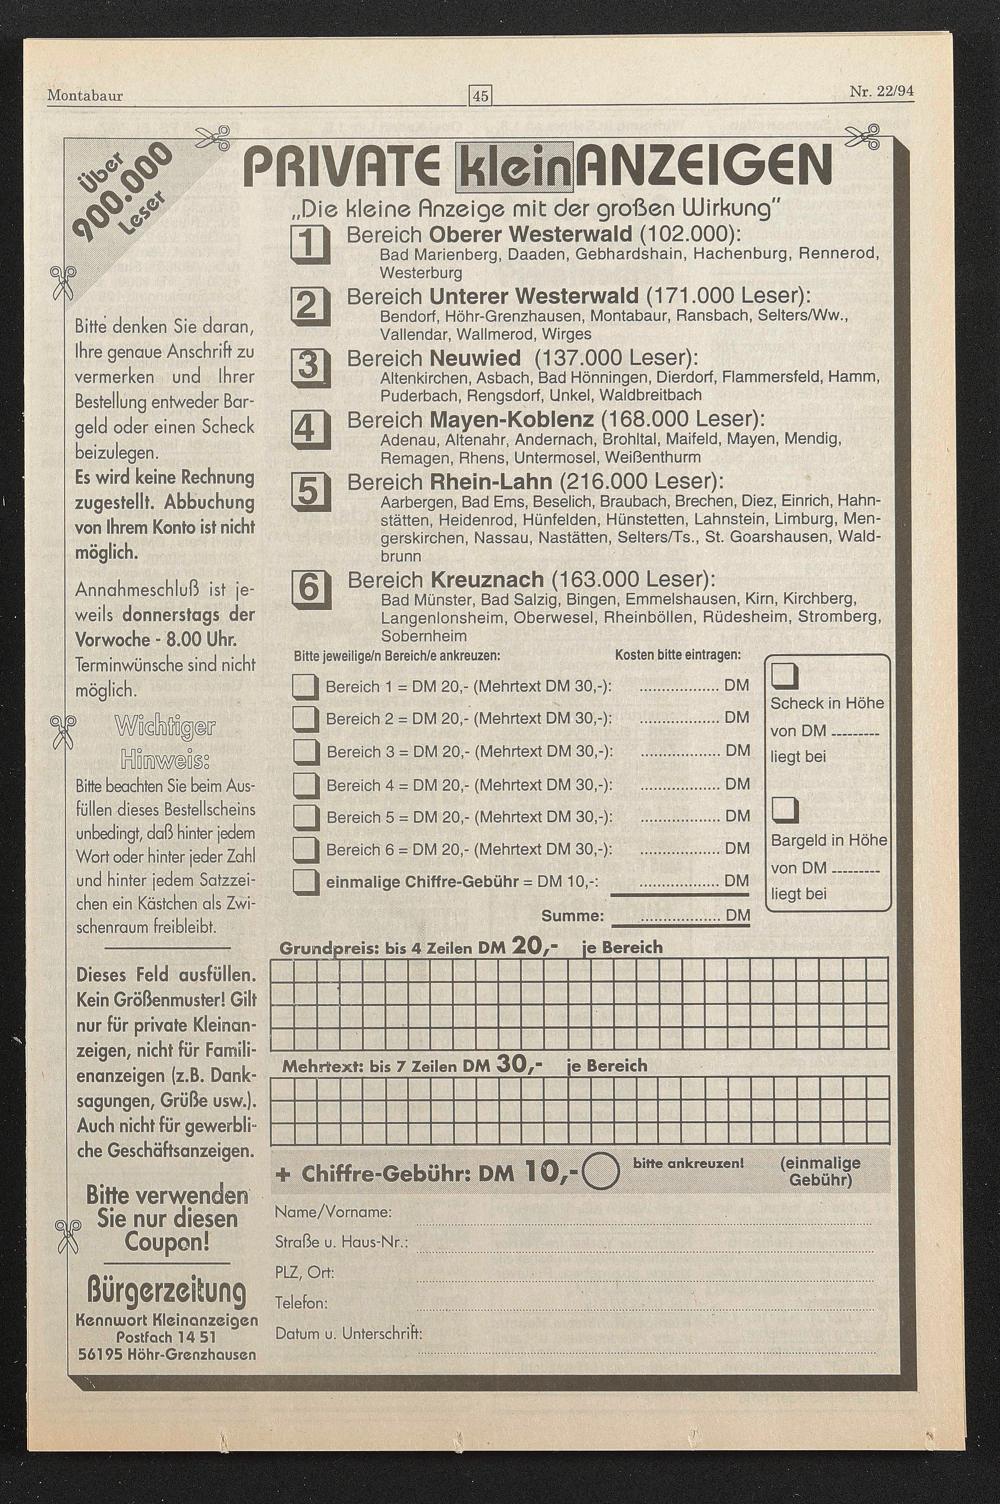 Montabaur
45
Nr. 22/94
Über
900.000
Leser
PRIVATE kleinANZEIGEN
„Die kleine Anzeige mit der großen Wirkung”
1 Bereich Oberer Westerwald (102.000):
Bad Marienberg, Daaden, Gebhardshain, Hachenburg, Rennerod,
Westerburg
2 Bereich Unterer Westerwald (171.000 Leser):
Bendorf, Höhr-Grenzhausen, Montabaur, Ransbach, Selters/Ww.,
Vallendar, Wallmerod, Wirges
3 Bereich Neuwied (137.000 Leser):
Altenkirchen, Asbach, Bad Hönningen, Dierdorf, Flammersfeld, Hamm,
Puderbach, Rengsdorf, Unkel, Waldbreitbach
4 Bereich Mayen-Koblenz (168.000 Leser):
Adenau, Altenahr, Andernach, Brohltal, Maifeld, Mayen, Mendig,
Remagen, Rhens, Untermosel, Weißenthurm
5 Bereich Rhein-Lahn (216.000 Leser):
Aarbergen, Bad Ems, Beselich, Braubach, Brechen, Diez, Einrich, Hahn-
stätten, Heidenrod, Hünfelden, Hünstetten, Lahnstein, Limburg, Men-
gerskirchen, Nassau, Nastätten, Selters/Ts., St. Goarshausen, Wald-
brunn
6 Bereich Kreuznach (163.000 Leser):
Bad Münster, Bad Salzig, Bingen, Emmelshausen, Kirn, Kirchberg,
Langenlonsheim, Oberwesel, Rheinböllen, Rüdesheim, Stromberg,
Sobernheim
Bitte denken Sie daran,
Ihre genaue Anschrift zu
vermerken und Ihrer
Bestellung entweder Bar-
geld oder einen Scheck
beizulegen.
Es wird keine Rechnung
zugestellt. Abbuchung
von Ihrem Konto ist nicht
möglich.
Annahmeschluß ist je-
weils donnerstags der
Vorwoche - 8.00 Uhr.
Terminwünsche sind nicht
möglich.
Wichtiger
Hinweis:
Bitte beachten Sie beim Aus-
füllen dieses Bestellscheins
unbedingt, daß hinter jedem
Wort oder hinter jeder Zahl
und hinter jedem Satzzei-
chen ein Kästchen als Zwi-
schenraum freibleibt.
Dieses Feld ausfüllen.
Kein Größenmuster! Gilt
nur für private Kleinan-
zeigen, nicht für Famili-
enanzeigen (z.B. Dank-
sagungen, Grüße usw.).
Auch nicht für gewerbli-
che Geschäftsanzeigen.
Bitte verwenden
Sie nur diesen
Coupon!
Bürgerzeitung
Kennwort Kleinanzeigen
Postfach 14 51
56195 Höhr-Grenzhausen
Bitte jeweilige/n Bereich/e ankreuzen: Kosten bitte eintragen:
Bereich 1 = DM 20,- (Mehrtext DM 30,-): .................. DM
Bereich 2 = DM 20,- (Mehrtext DM 30,-): .................. DM
Bereich 3 = DM 20,- (Mehrtext DM 30,-): .................. DM
Bereich 4 = DM 20,- (Mehrtext DM 30,-): .................. DM
Bereich 5 = DM 20,- (Mehrtext DM 30,-): .................. DM
Bereich 6 = DM 20,- (Mehrtext DM 30,-): .................. DM
einmalige Chiffre-Gebühr = DM 10,-: .................. DM
Summe: .................. DM
Scheck in Höhe
von DM ---------
liegt bei
Bargeld in Höhe
von DM ---------
liegt bei
Grundpreis: bis 4 Zeilen DM 20,- je Bereich
Mehrtext: bis 7 Zeilen DM 30,- je Bereich
+ Chiffre-Gebühr: DM 10,- bitte ankreuzen! (einmalige
Gebühr)
Name/Vorname:
Straße u. Haus-Nr.:
PLZ, Ort:
Telefon:
Datum u. Unterschrift: